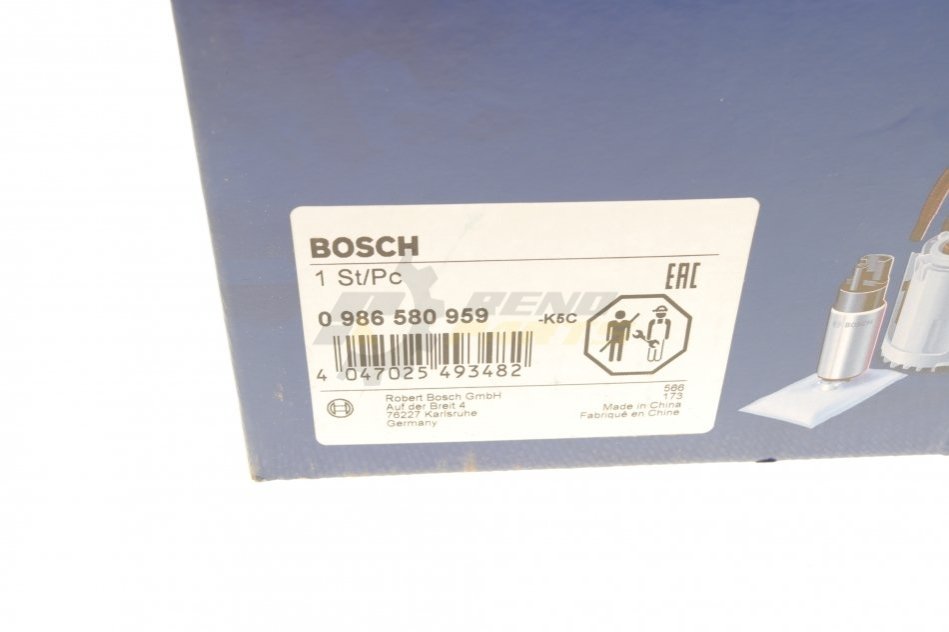 BOSCH
1 St/Pc
EAC
0 986 580 959
-K5C
4 047025 493482
Robert Bosch GmbH
Auf der Breit 4
76227 Karlsruhe
Germany
566
173
Made in China
Fabriqué en Chine
BOSCH